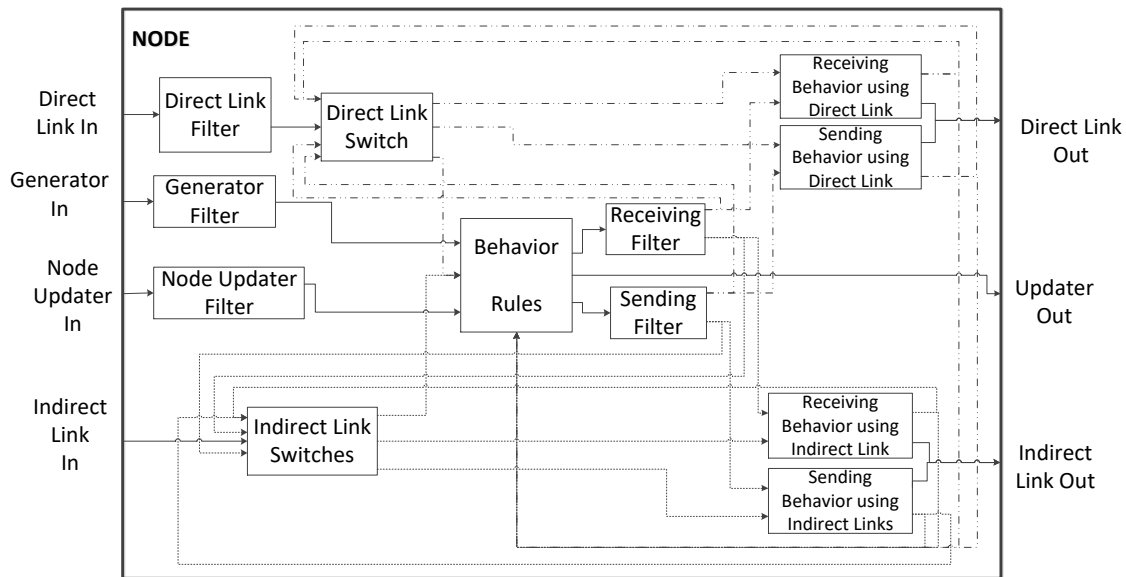 NODE
Direct
Link In
Direct Link
Filter
Direct Link
Switch
Receiving
Behavior using
Direct Link
Sending
Behavior using
Direct Link
Direct Link
Out
Generator
In
Generator
Filter
Node
Updater
In
Node Updater
Filter
Behavior
Rules
Receiving
Filter
Sending
Filter
Updater
Out
Indirect
Link
In
Indirect Link
Switches
Receiving
Behavior using
Indirect Link
Sending
Behavior using
Indirect Links
Indirect
Link Out